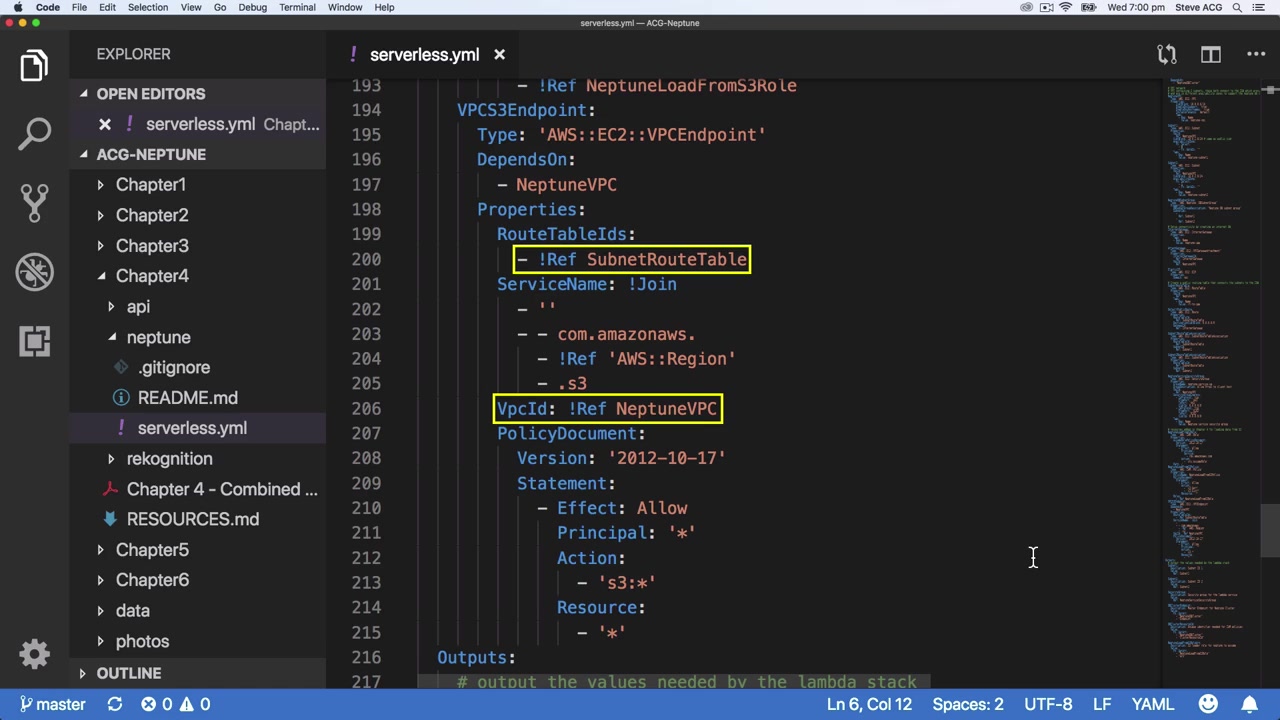 Code File Edit Selection View Go Debug Terminal Window Help Wed 7:00 pm Steve ACG
serverless.yml — ACG-Neptune
EXPLORER
OPEN EDITORS
serverless.yml Chapt...
ACG-NEPTUNE
Chapter1
Chapter2
Chapter3
Chapter4
api
neptune
.gitignore
README.md
serverless.yml
rekognition
Chapter 4 - Combined ...
RESOURCES.md
Chapter5
Chapter6
data
photos
OUTLINE
serverless.yml
193 - !Ref NeptuneLoadFromS3Role
194 VPCS3Endpoint:
195 Type: 'AWS::EC2::VPCEndpoint'
196 DependsOn:
197 - NeptuneVPC
198 Properties:
199 RouteTableIds:
200 - !Ref SubnetRouteTable
201 ServiceName: !Join
202 - ''
203 - - com.amazonaws.
204 - !Ref 'AWS::Region'
205 - .s3
206 VpcId: !Ref NeptuneVPC
207 PolicyDocument:
208 Version: '2012-10-17'
209 Statement:
210 - Effect: Allow
211 Principal: '*'
212 Action:
213 - 's3:*'
214 Resource:
215 - '*'
216 Outputs:
217 # output the values needed by the lambda stack
master 0 0 Ln 6, Col 12 Spaces: 2 UTF-8 LF YAML